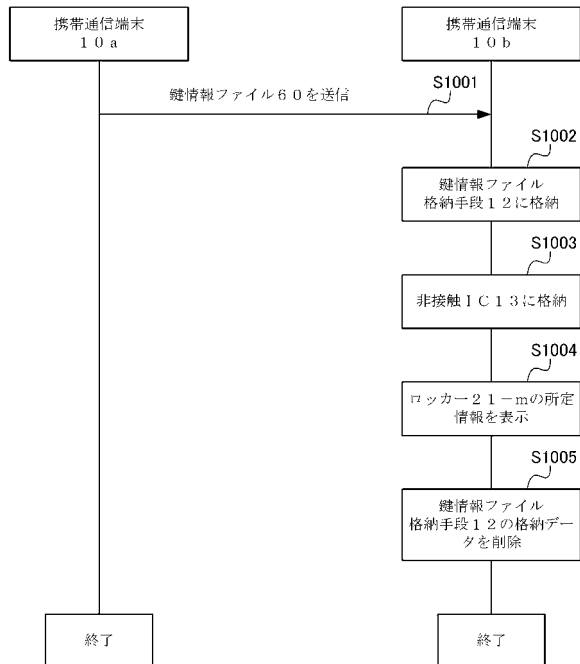 携帯通信端末
１０ａ
携帯通信端末
１０ｂ
鍵情報ファイル６０を送信
S1001
S1002
鍵情報ファイル
格納手段１２に格納
S1003
非接触ＩＣ１３に格納
S1004
ロッカー２１－ｍの所定
情報を表示
S1005
鍵情報ファイル
格納手段１２の格納デー
タを削除
終了
終了